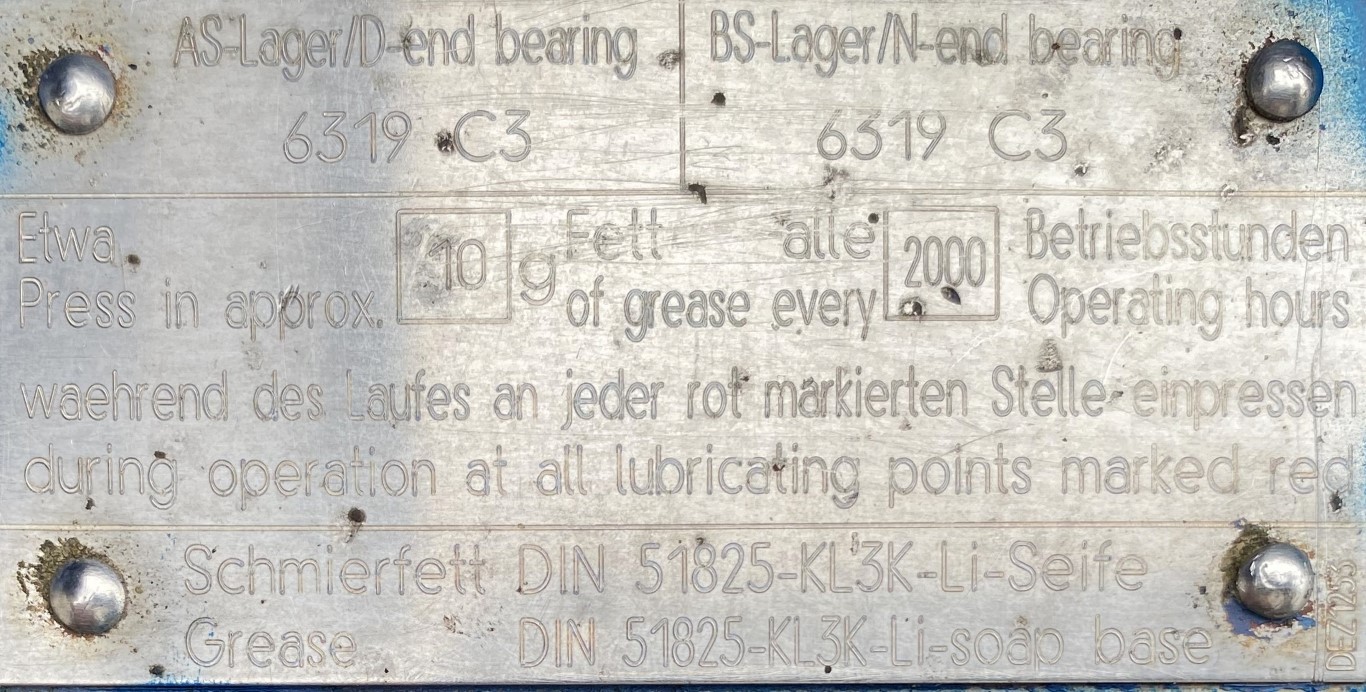 AS-Lager/D-end bearing
BS-Lager/N-end bearing
6319 C3
6319 C3
Etwa 10 g Fett alle 2000 Betriebsstunden
Press in approx. of grease every Operating hours
waehrend des Laufes an jeder rot markierten Stelle einpressen
during operation at all lubricating points marked red
Schmierfett DIN 51825-KL3K-Li-Seife
Grease DIN 51825-KL3K-Li-soap base
DEZ 1253